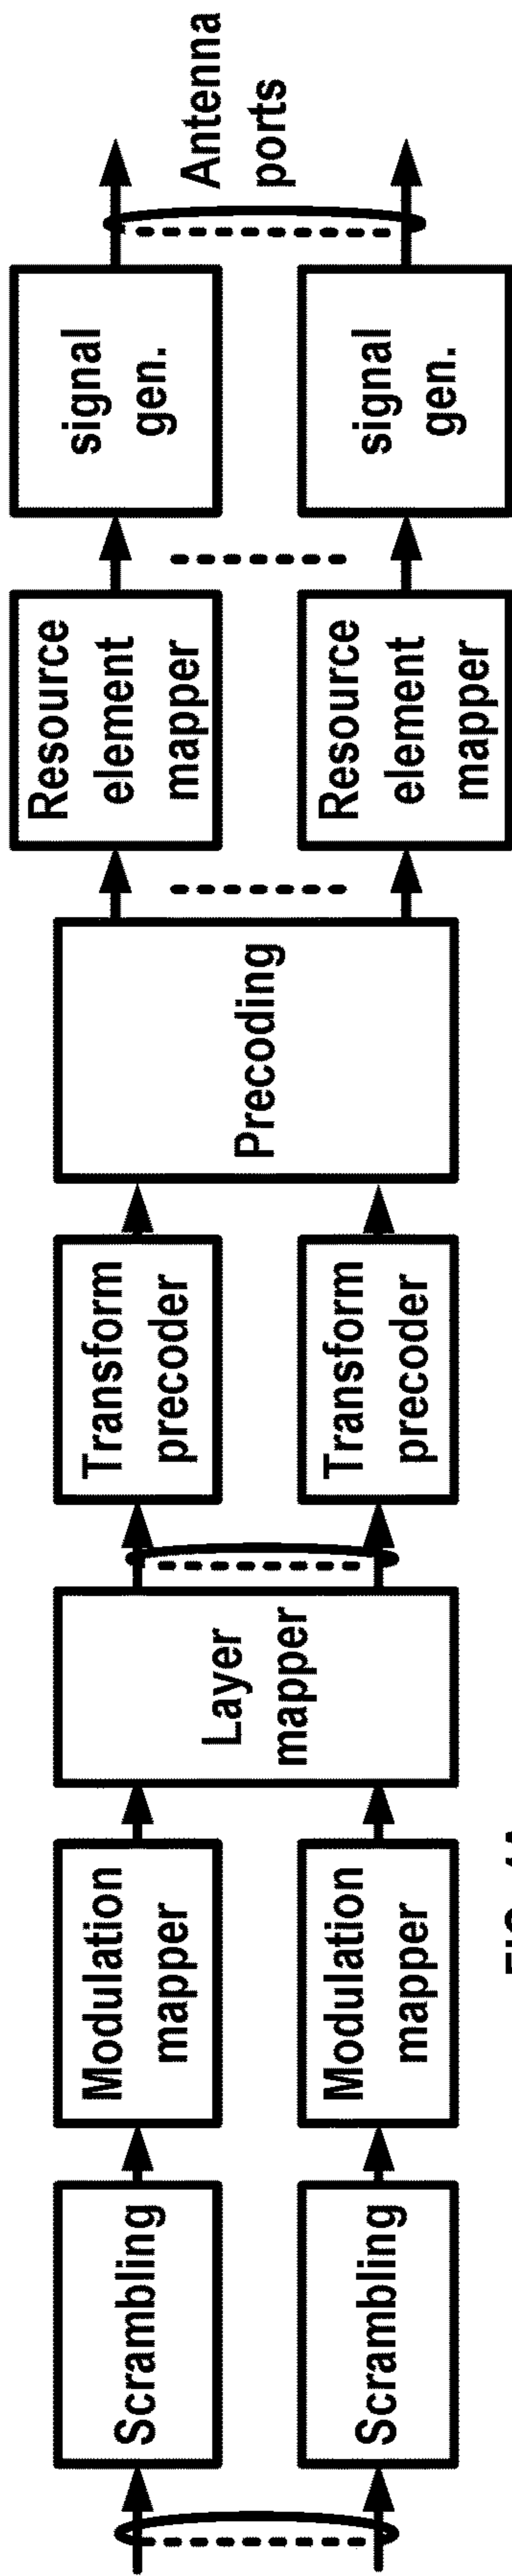 Scrambling
Scrambling
Modulation
mapper
Modulation
mapper
Layer
mapper
Transform
precoder
Transform
precoder
Precoding
Resource
element
mapper
Resource
element
mapper
signal
gen.
signal
gen.
Antenna
ports